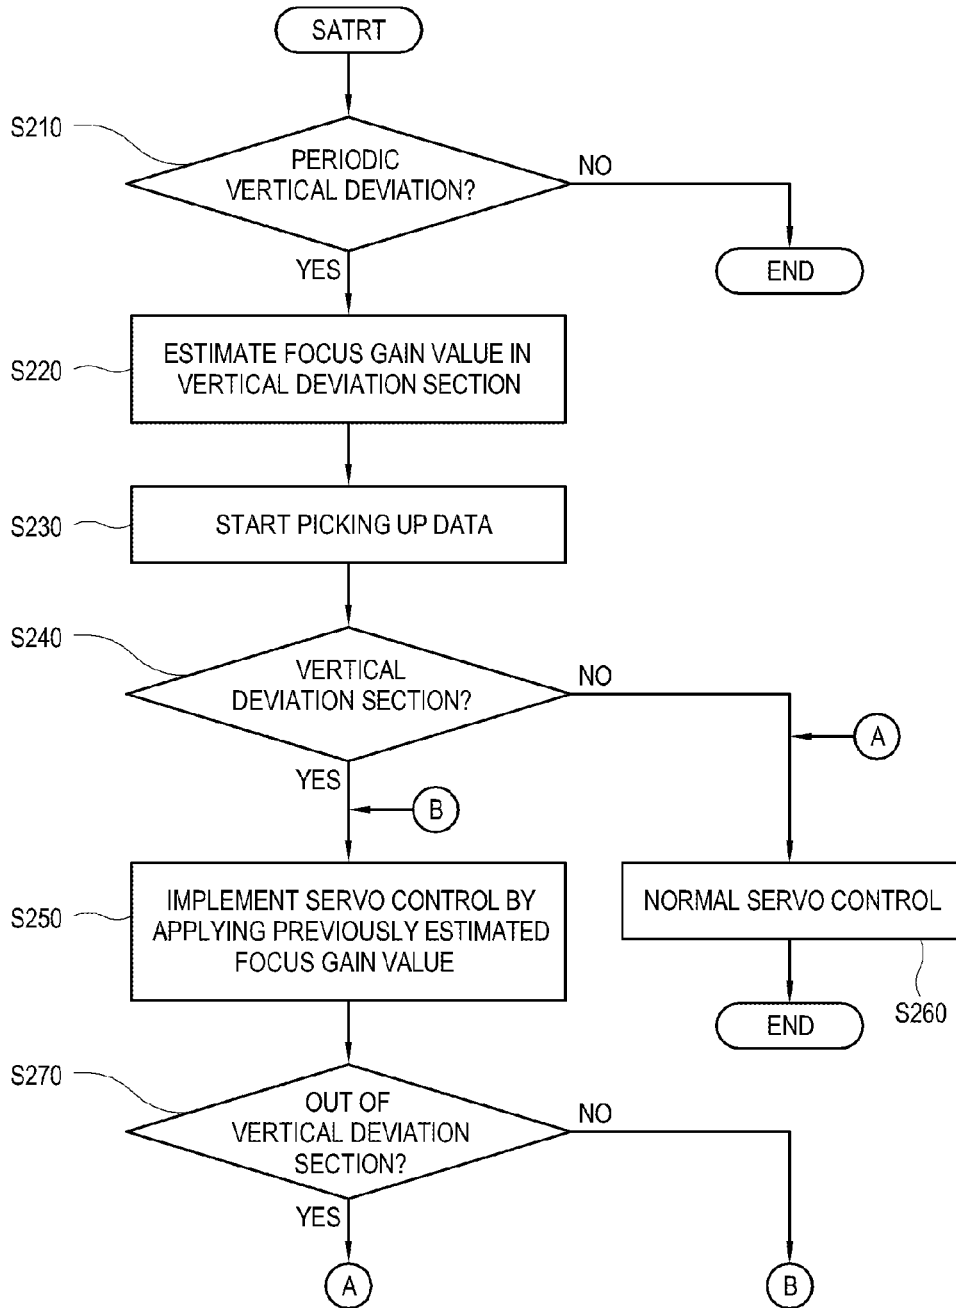 SATRT
S210
PERIODIC
VERTICAL DEVIATION?
NO
YES
END
S220
ESTIMATE FOCUS GAIN VALUE IN
VERTICAL DEVIATION SECTION
S230
START PICKING UP DATA
S240
VERTICAL
DEVIATION SECTION?
NO
A
YES
B
S250
IMPLEMENT SERVO CONTROL BY
APPLYING PREVIOUSLY ESTIMATED
FOCUS GAIN VALUE
NORMAL SERVO CONTROL
S260
END
S270
OUT OF
VERTICAL DEVIATION
SECTION?
NO
YES
A
B